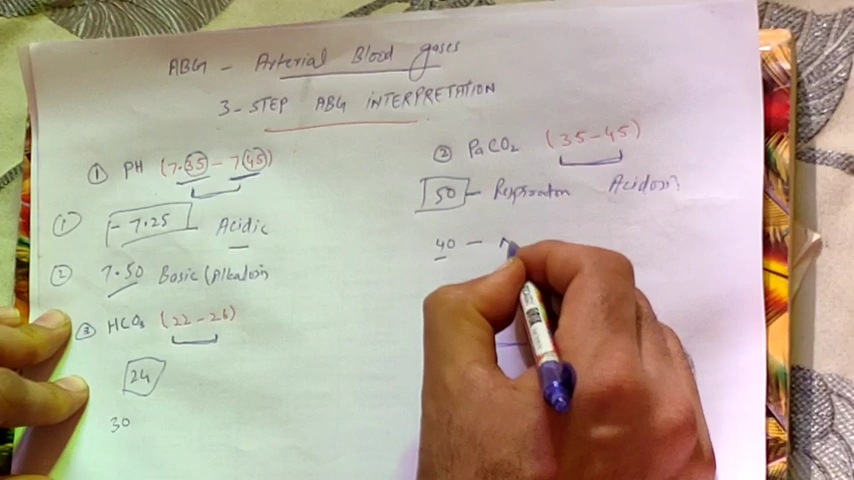 ABG - Arterial Blood gases
3-STEP ABG INTERPRETATION
① PH (7.35 - 7.45)
① - 7.25 Acidic
② 7.50 Basic (Alkalosis
③ HCO3 (22-26)
24
30
② PaCO2 (35-45)
50 - Acidosis
40 -